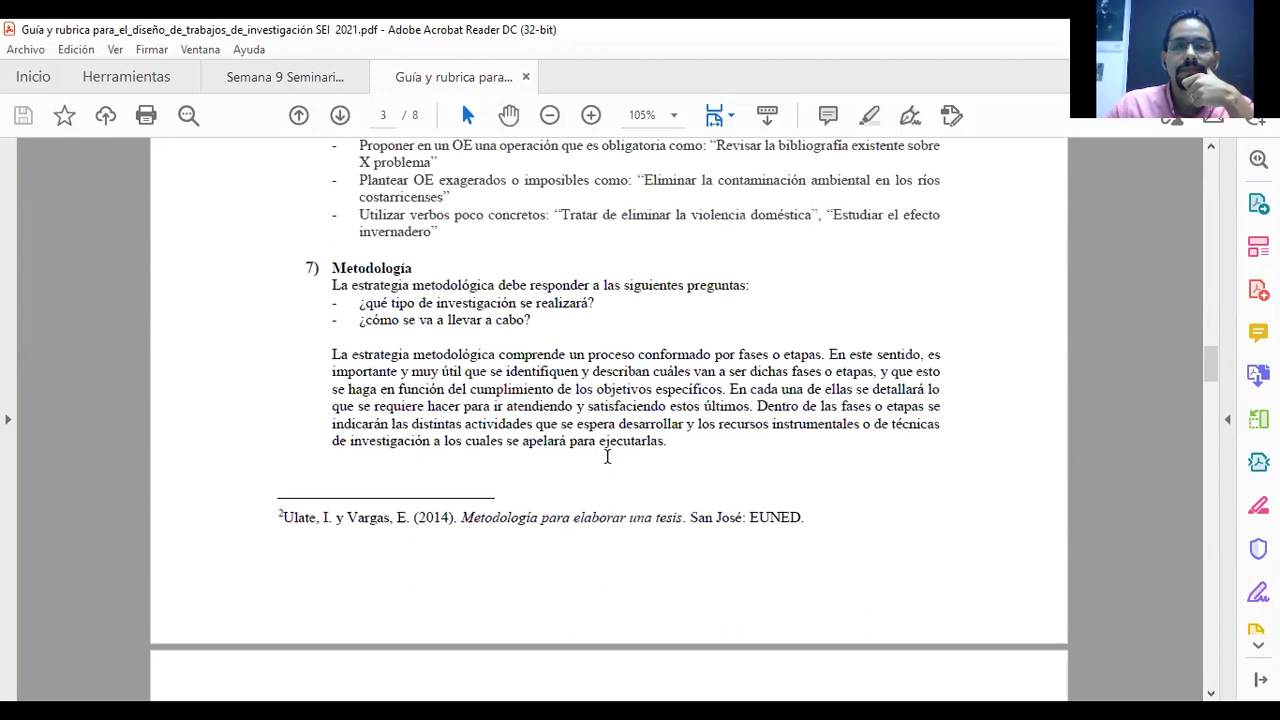 Guía y rubrica para_el_diseño_de_trabajos_de_investigación SEI 2021.pdf - Adobe Acrobat Reader DC (32-bit)
Archivo Edición Ver Firmar Ventana Ayuda
Inicio Herramientas Semana 9 Seminari... Guía y rubrica para... ×
3 / 8 105%
- Proponer en un OE una operación que es obligatoria como: “Revisar la bibliografía existente sobre
X problema”
- Plantear OE exagerados o imposibles como: “Eliminar la contaminación ambiental en los ríos
costarricenses”
- Utilizar verbos poco concretos: “Tratar de eliminar la violencia doméstica”, “Estudiar el efecto
invernadero”
7) Metodología
La estrategia metodológica debe responder a las siguientes preguntas:
- ¿qué tipo de investigación se realizará?
- ¿cómo se va a llevar a cabo?
La estrategia metodológica comprende un proceso conformado por fases o etapas. En este sentido, es
importante y muy útil que se identifiquen y describan cuáles van a ser dichas fases o etapas, y que esto
se haga en función del cumplimiento de los objetivos específicos. En cada una de ellas se detallará lo
que se requiere hacer para ir atendiendo y satisfaciendo estos últimos. Dentro de las fases o etapas se
indicarán las distintas actividades que se espera desarrollar y los recursos instrumentales o de técnicas
de investigación a los cuales se apelará para ejecutarlas.
2Ulate, I. y Vargas, E. (2014). Metodología para elaborar una tesis. San José: EUNED.